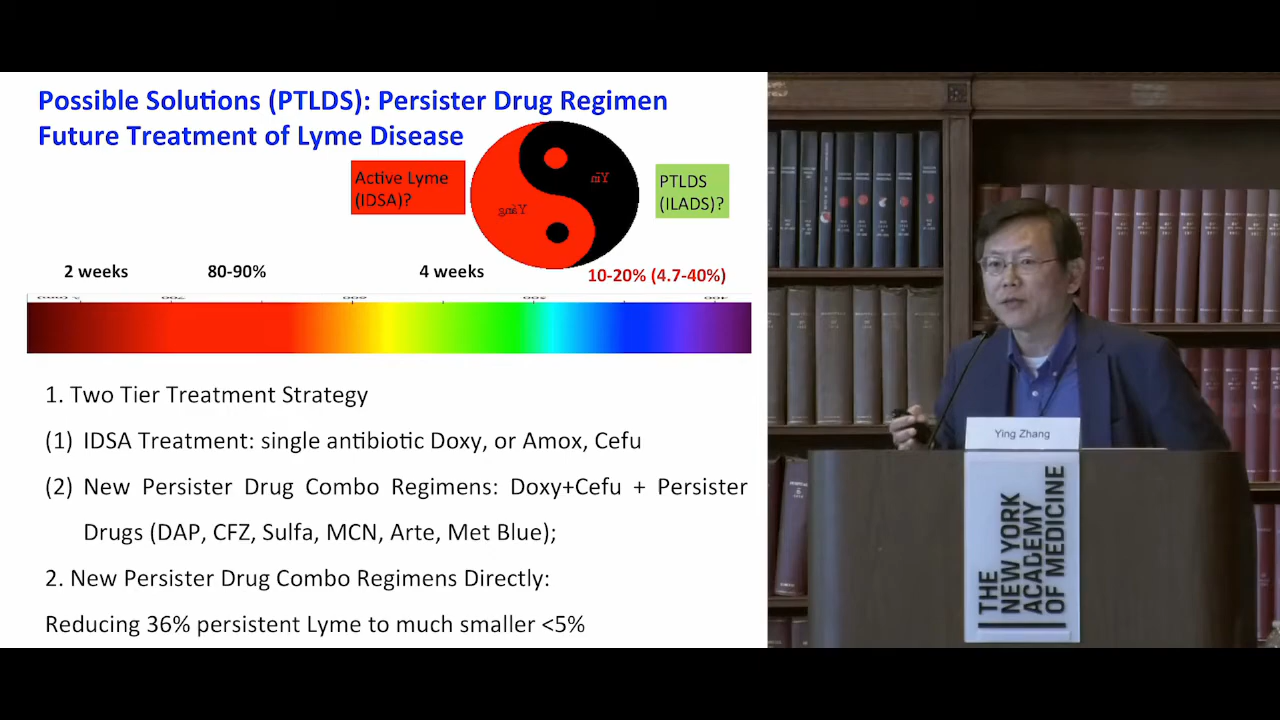 Possible Solutions (PTLDS): Persister Drug Regimen
Future Treatment of Lyme Disease
Active Lyme
(IDSA)?
Yin
Yang
PTLDS
(ILADS)?
2 weeks
80-90%
4 weeks
10-20% (4.7-40%)
1. Two Tier Treatment Strategy
(1) IDSA Treatment: single antibiotic Doxy, or Amox, Cefu
(2) New Persister Drug Combo Regimens: Doxy+Cefu + Persister
Drugs (DAP, CFZ, Sulfa, MCN, Arte, Met Blue);
2. New Persister Drug Combo Regimens Directly:
Reducing 36% persistent Lyme to much smaller <5%
Ying Zhang
THE
NEW YORK
ACADEMY
OF MEDICINE